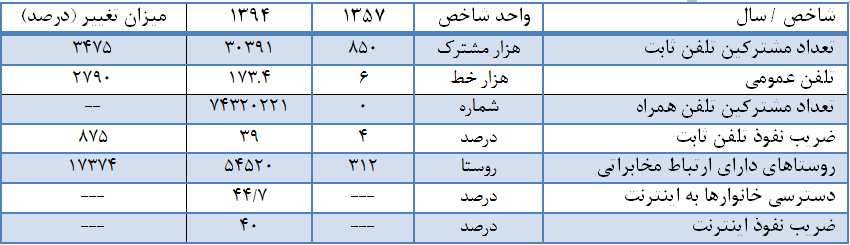 شاخص / سال واحد شاخص ۱۳۵۷ ۱۳۹۴ میزان تغییر (درصد)
تعداد مشترکین تلفن ثابت هزار مشترک ۸۵۰ ۳۰۳۹۱ ۳۴۷۵
تلفن عمومی هزار خط ۶ ۱۷۳.۴ ۲۷۹۰
تعداد مشترکین تلفن همراه شماره ۰ ۷۴۳۲۰۲۲۱ --
ضریب نفوذ تلفن ثابت درصد ۴ ۳۹ ۸۷۵
روستاهای دارای ارتباط مخابراتی روستا ۳۱۲ ۵۴۵۲۰ ۱۷۳۷۴
دسترسی خانوارها به اینترنت درصد --- ۴۴/۷ ---
ضریب نفوذ اینترنت درصد --- ۴۰ ---